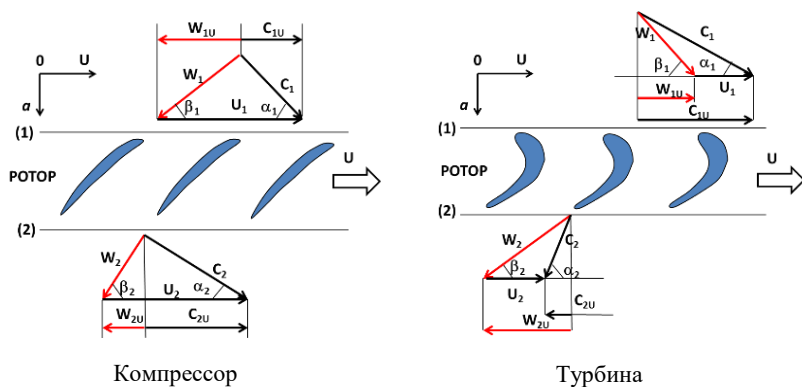 W1U C1U
0 U
a
W1 C1
β1 U1 α1
(1)
РОТОР
U
(2)
W2 C2
β2 U2 α2
W2U C2U
Компрессор
0 U
a
W1 C1
β1 α1
W1U U1
C1U
(1)
РОТОР
U
(2)
W2 C2
β2 α2
U2
C2U
W2U
Турбина